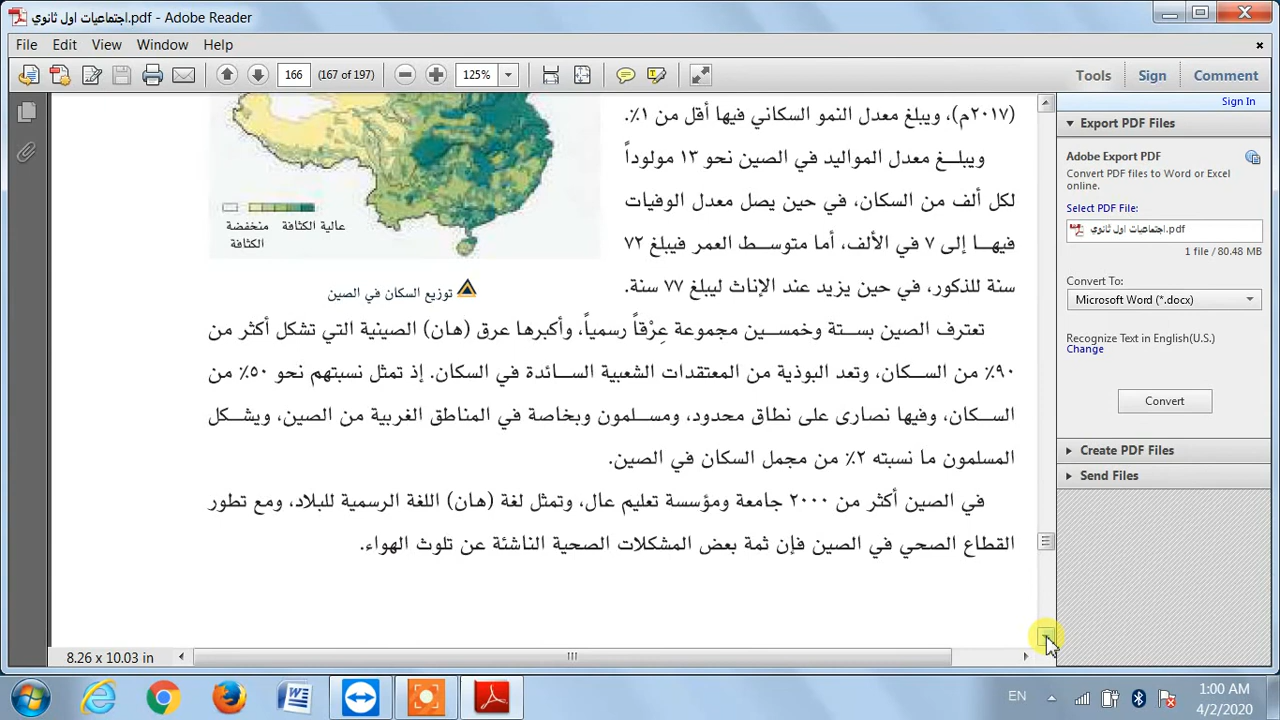 اجتماعيات اول ثانوي.pdf - Adobe Reader
File Edit View Window Help
166 (167 of 197) 125% Tools Sign Comment
Sign In
Export PDF Files
Adobe Export PDF
Convert PDF files to Word or Excel
online.
Select PDF File:
اجتماعيات اول ثانوي.pdf
1 file / 80.48 MB
Convert To:
Microsoft Word (*.docx)
Recognize Text in English(U.S.)
Change
Convert
Create PDF Files
Send Files
(٢٠١٧م)، ويبلغ معدل النمو السكاني فيها أقل من ١٪.
ويبلغ معدل المواليد في الصين نحو ١٣ مولوداً
لكل ألف من السكان، في حين يصل معدل الوفيات
فيها إلى ٧ في الألف، أما متوسط العمر فيبلغ ٧٢
سنة للذكور، في حين يزيد عند الإناث ليبلغ ٧٧ سنة.
عالية الكثافة
منخفضة
الكثافة
توزيع السكان في الصين
تعترف الصين بستة وخمسين مجموعة عِرْقاً رسمياً، وأكبرها عرق (هان) الصينية التي تشكل أكثر من
٩٠٪ من السكان، وتعد البوذية من المعتقدات الشعبية السائدة في السكان. إذ تمثل نسبتهم نحو ٥٠٪ من
السكان، وفيها نصارى على نطاق محدود، ومسلمون وبخاصة في المناطق الغربية من الصين، ويشكل
المسلمون ما نسبته ٢٪ من مجمل السكان في الصين.
في الصين أكثر من ٢٠٠٠ جامعة ومؤسسة تعليم عال، وتمثل لغة (هان) اللغة الرسمية للبلاد، ومع تطور
القطاع الصحي في الصين فإن ثمة بعض المشكلات الصحية الناشئة عن تلوث الهواء.
8.26 x 10.03 in
EN
1:00 AM
4/2/2020